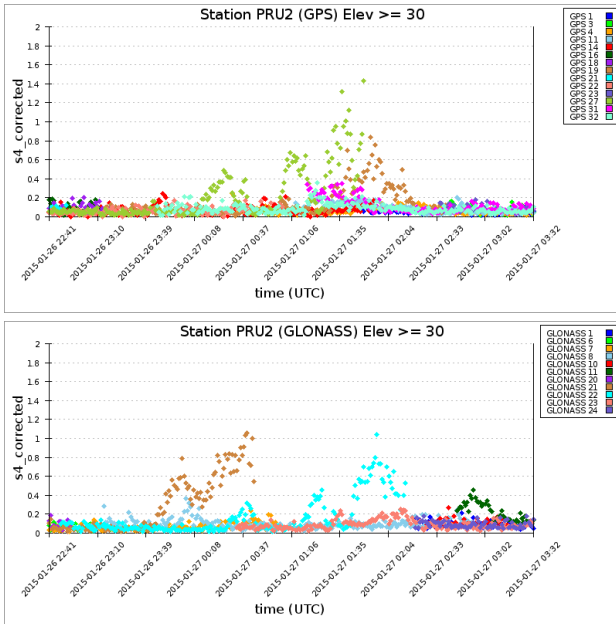 Station PRU2 (GPS) Elev >= 30
GPS 1
GPS 3
GPS 4
GPS 11
GPS 14
GPS 16
GPS 18
GPS 19
GPS 21
GPS 22
GPS 23
GPS 27
GPS 31
GPS 32
s4_corrected
2
1.8
1.6
1.4
1.2
1
0.8
0.6
0.4
0.2
0
2015-01-26 22:41
2015-01-26 23:10
2015-01-26 23:39
2015-01-27 00:08
2015-01-27 00:37
2015-01-27 01:06
2015-01-27 01:35
2015-01-27 02:04
2015-01-27 02:33
2015-01-27 03:02
2015-01-27 03:32
time (UTC)
Station PRU2 (GLONASS) Elev >= 30
GLONASS 1
GLONASS 6
GLONASS 7
GLONASS 8
GLONASS 10
GLONASS 11
GLONASS 20
GLONASS 21
GLONASS 22
GLONASS 23
GLONASS 24
s4_corrected
2
1.8
1.6
1.4
1.2
1
0.8
0.6
0.4
0.2
0
2015-01-26 22:41
2015-01-26 23:10
2015-01-26 23:39
2015-01-27 00:08
2015-01-27 00:37
2015-01-27 01:06
2015-01-27 01:35
2015-01-27 02:04
2015-01-27 02:33
2015-01-27 03:02
2015-01-27 03:32
time (UTC)